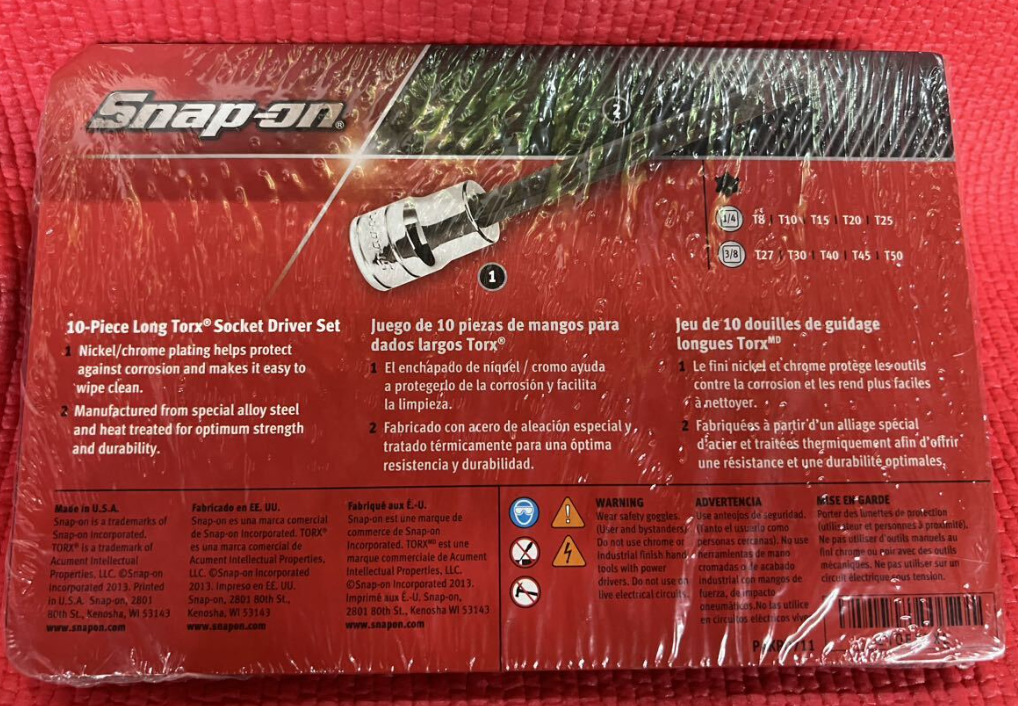 Snap-on®
2
1/4 T8 | T10 | T15 | T20 | T25
3/8 T27 | T30 | T40 | T45 | T50
1
10-Piece Long Torx® Socket Driver Set
1 Nickel/chrome plating helps protect
against corrosion and makes it easy to
wipe clean.
2 Manufactured from special alloy steel
and heat treated for optimum strength
and durability.
Juego de 10 piezas de mangos para
dados largos Torx®
1 El enchapado de níquel / cromo ayuda
a protegerlo de la corrosión y facilita
la limpieza.
2 Fabricado con acero de aleación especial y
tratado térmicamente para una óptima
resistencia y durabilidad.
Jeu de 10 douilles de guidage
longues Torxᴹᴰ
1 Le fini nickel et chrome protège les outils
contre la corrosion et les rend plus faciles
à nettoyer.
2 Fabriquées à partir d'un alliage spécial
d'acier et traitées thermiquement afin d'offrir
une résistance et une durabilité optimales.
Made in U.S.A.
Snap-on is a trademarks of
Snap-on Incorporated.
TORX® is a trademark of
Acument Intellectual
Properties, LLC. ©Snap-on
Incorporated 2013. Printed
in U.S.A. Snap-on, 2801
80th St., Kenosha, WI 53143
www.snapon.com
Fabricado en EE. UU.
Snap-on es una marca comercial
de Snap-on Incorporated. TORX®
es una marca comercial de
Acument Intellectual Properties,
LLC. ©Snap-on Incorporated
2013. Impreso en EE. UU.
Snap-on, 2801 80th St.,
Kenosha, WI 53143
www.snapon.com
Fabriqué aux É.-U.
Snap-on est une marque de
commerce de Snap-on
Incorporated. TORXᴹᴰ est une
marque commerciale de Acument
Intellectual Properties, LLC.
©Snap-on Incorporated 2013.
Imprimé aux É.-U. Snap-on,
2801 80th St., Kenosha WI 53143
www.snapon.com
WARNING
Wear safety goggles.
(User and bystanders)
Do not use chrome or
industrial finish hand
tools with power
drivers. Do not use on
live electrical circuits.
ADVERTENCIA
Use anteojos de seguridad.
(Tanto el usuario como
personas cercanas). No use
herramientas de mano
cromadas o de acabado
industrial con mangos de
fuerza, de impacto o
neumáticos. No las utilice
en circuitos eléctricos vivos
MISE EN GARDE
Porter des lunettes de protection
(utilisateur et personnes à proximité).
Ne pas utiliser d'outils manuels au
fini chrome ou noir avec des outils
mécaniques. Ne pas utiliser sur un
circuit électrique sous tension.